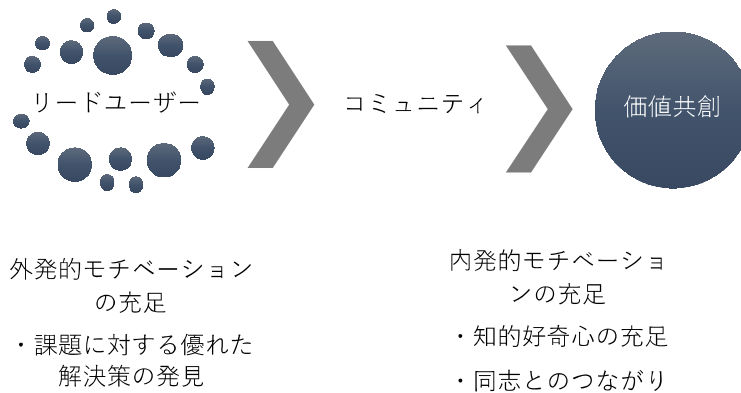 リードユーザー
コミュニティ
価値共創
外発的モチベーション
の充足
・課題に対する優れた
解決策の発見
内発的モチベーショ
ンの充足
・知的好奇心の充足
・同志とのつながり